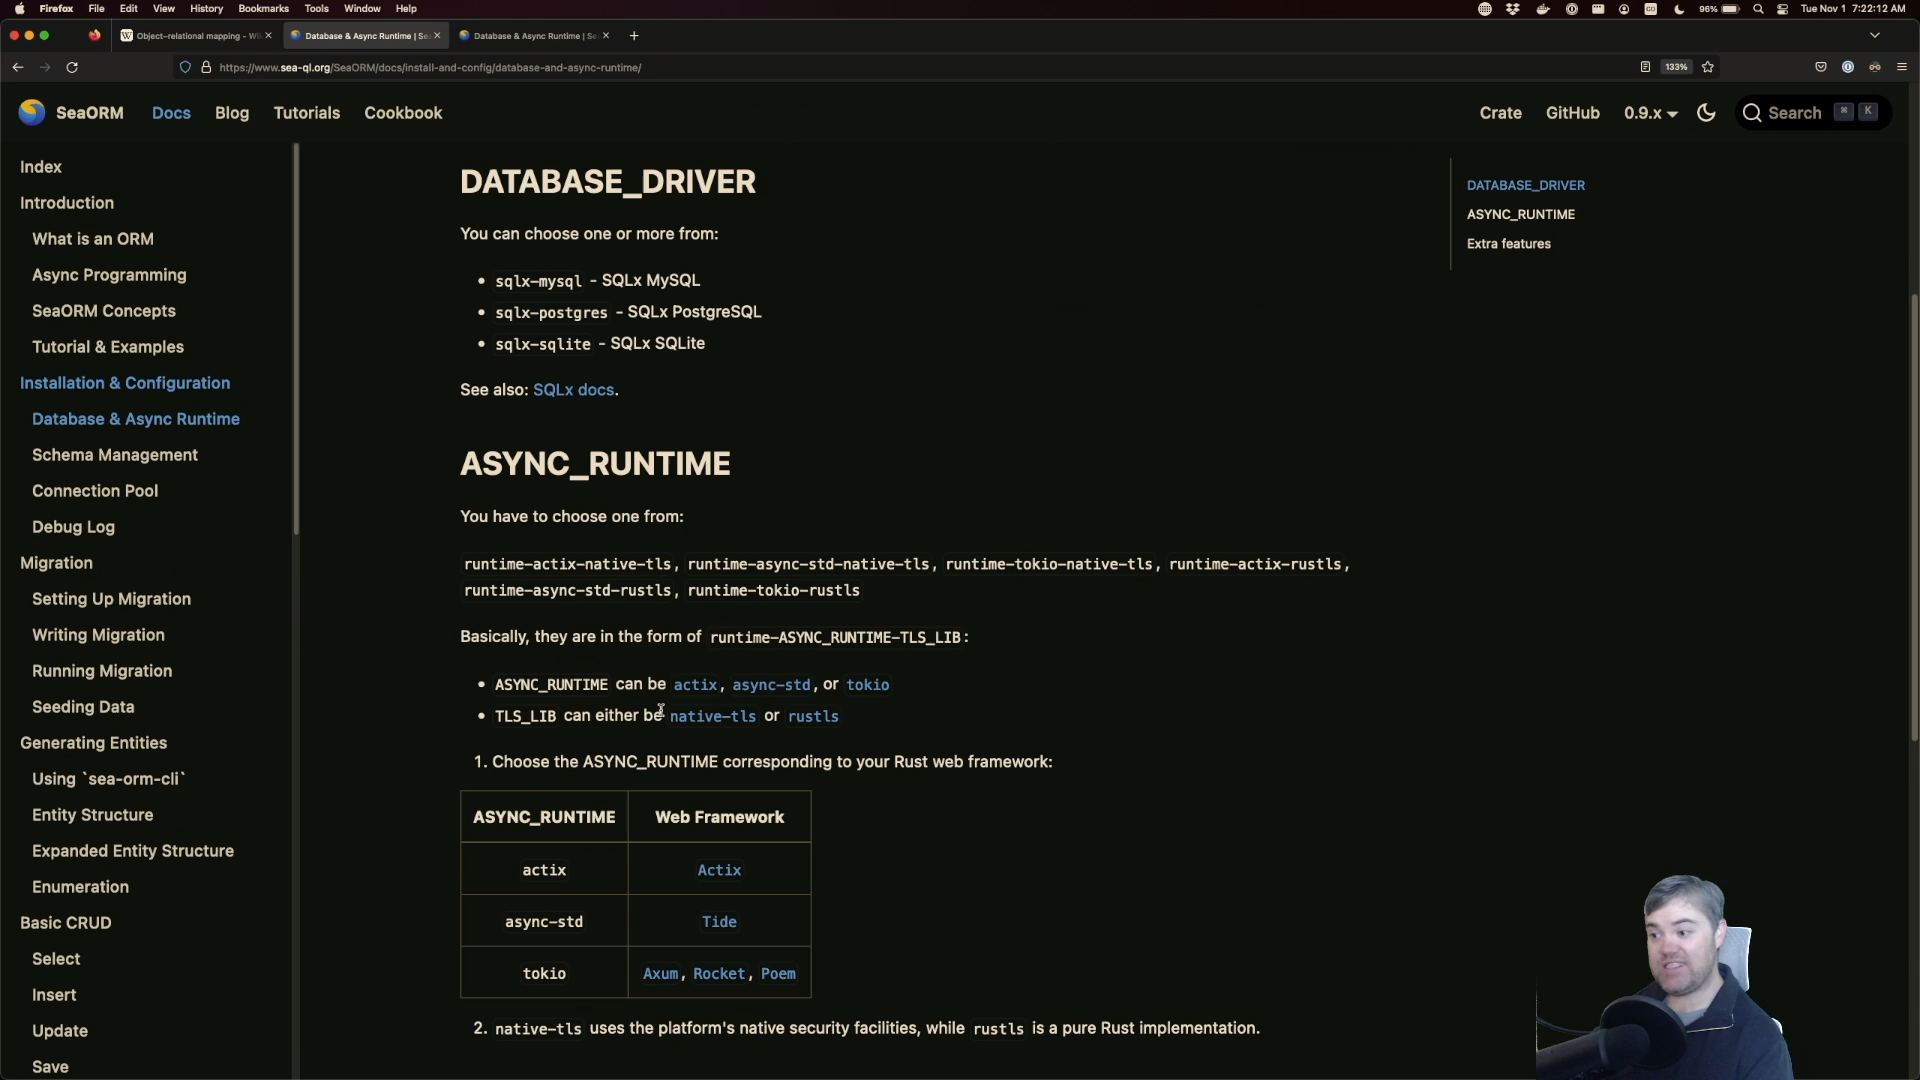 Firefox File Edit View History Bookmarks Tools Window Help
96% Tue Nov 1 7:22:12 AM
Object–relational mapping - Wi
Database & Async Runtime | Se
Database & Async Runtime | Se
https://www.sea-ql.org/SeaORM/docs/install-and-config/database-and-async-runtime/
133%
SeaORM Docs Blog Tutorials Cookbook
Crate GitHub 0.9.x Search ⌘ K
Index
Introduction
What is an ORM
Async Programming
SeaORM Concepts
Tutorial & Examples
Installation & Configuration
Database & Async Runtime
Schema Management
Connection Pool
Debug Log
Migration
Setting Up Migration
Writing Migration
Running Migration
Seeding Data
Generating Entities
Using `sea-orm-cli`
Entity Structure
Expanded Entity Structure
Enumeration
Basic CRUD
Select
Insert
Update
Save
DATABASE_DRIVER
You can choose one or more from:
• sqlx-mysql - SQLx MySQL
• sqlx-postgres - SQLx PostgreSQL
• sqlx-sqlite - SQLx SQLite
See also: SQLx docs.
ASYNC_RUNTIME
You have to choose one from:
runtime-actix-native-tls, runtime-async-std-native-tls, runtime-tokio-native-tls, runtime-actix-rustls,
runtime-async-std-rustls, runtime-tokio-rustls
Basically, they are in the form of runtime-ASYNC_RUNTIME-TLS_LIB:
• ASYNC_RUNTIME can be actix, async-std, or tokio
• TLS_LIB can either be native-tls or rustls
1. Choose the ASYNC_RUNTIME corresponding to your Rust web framework:
ASYNC_RUNTIME Web Framework
actix Actix
async-std Tide
tokio Axum, Rocket, Poem
2. native-tls uses the platform's native security facilities, while rustls is a pure Rust implementation.
DATABASE_DRIVER
ASYNC_RUNTIME
Extra features